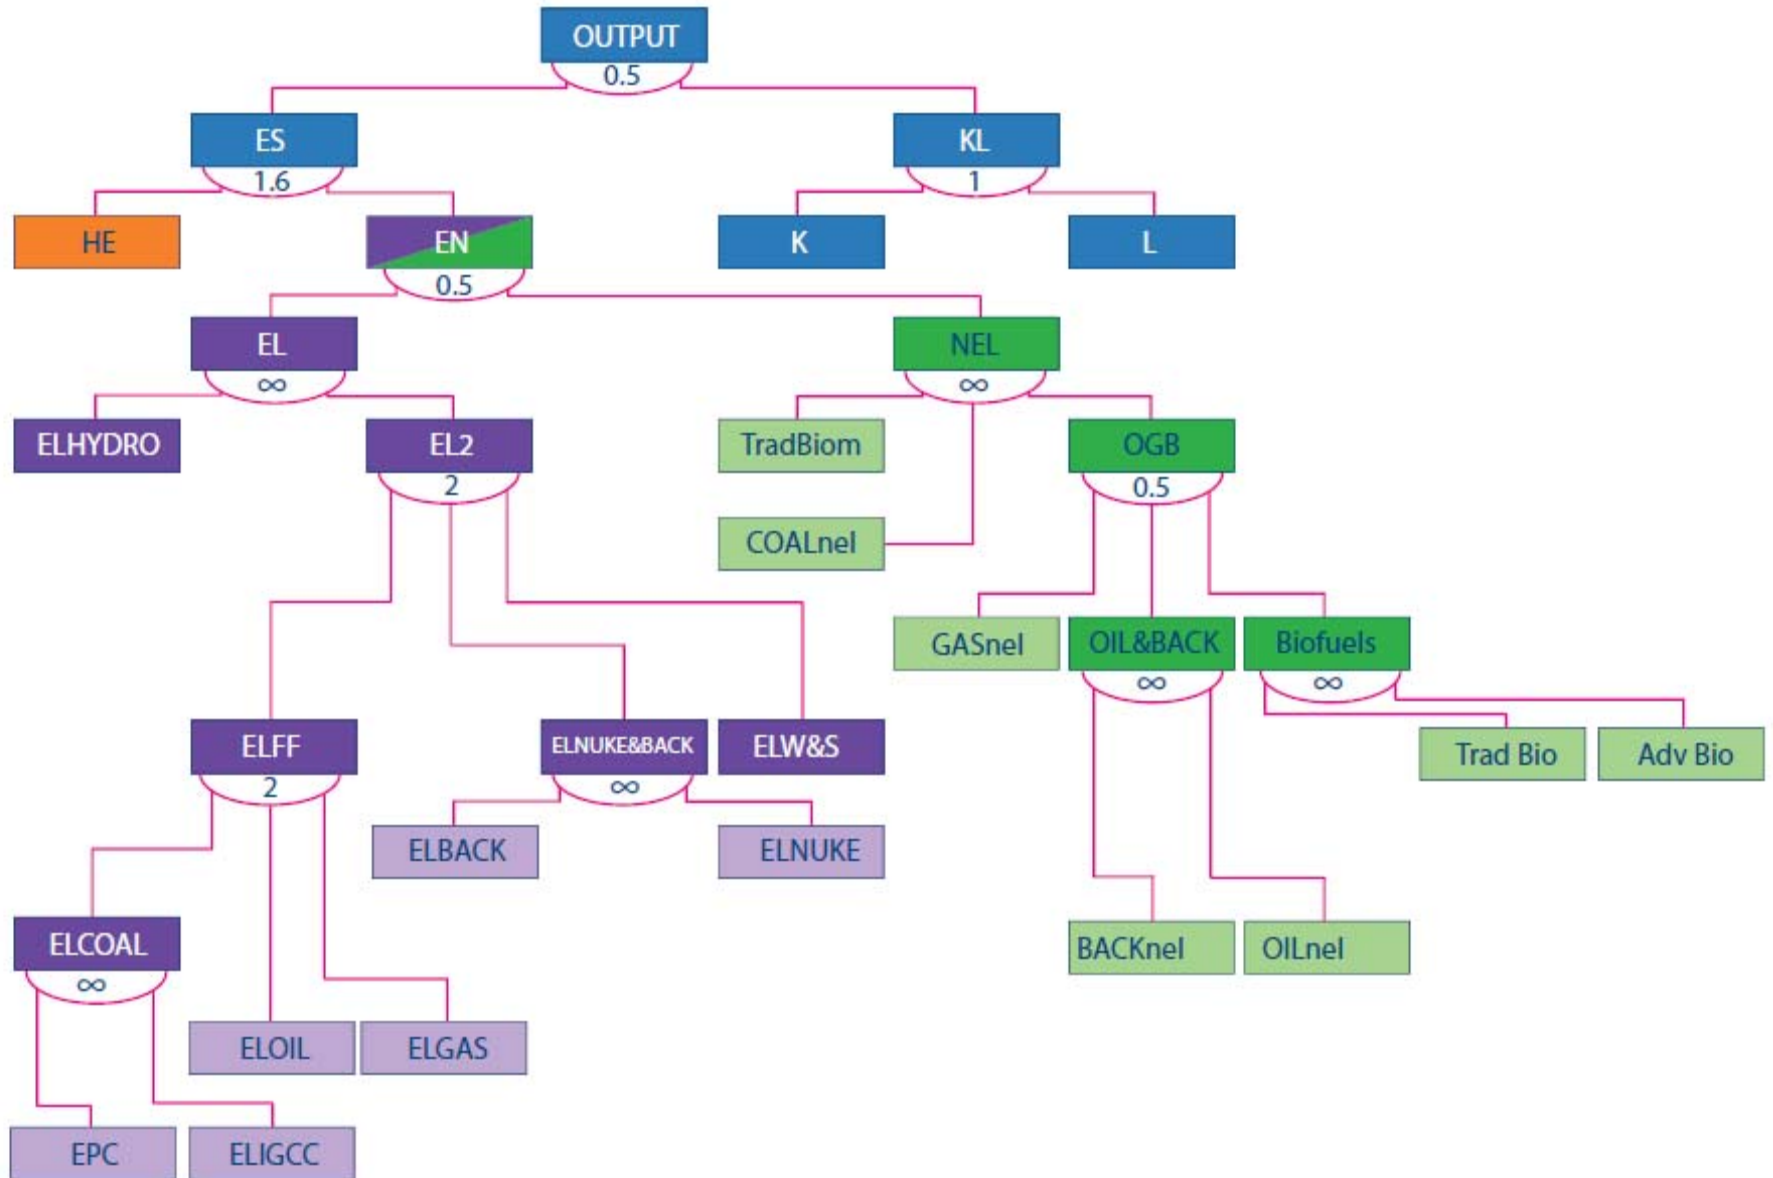 OUTPUT
0.5
ES
KL
1.6
1
HE
EN
K
L
0.5
EL
NEL
∞
∞
ELHYDRO
EL2
TradBiom
OGB
2
0.5
COALnel
GASnel
OIL&BACK
Biofuels
∞
∞
ELFF
ELNUKE&BACK
ELW&S
Trad Bio
Adv Bio
2
∞
ELBACK
ELNUKE
ELCOAL
BACKnel
OILnel
∞
ELOIL
ELGAS
EPC
ELIGCC